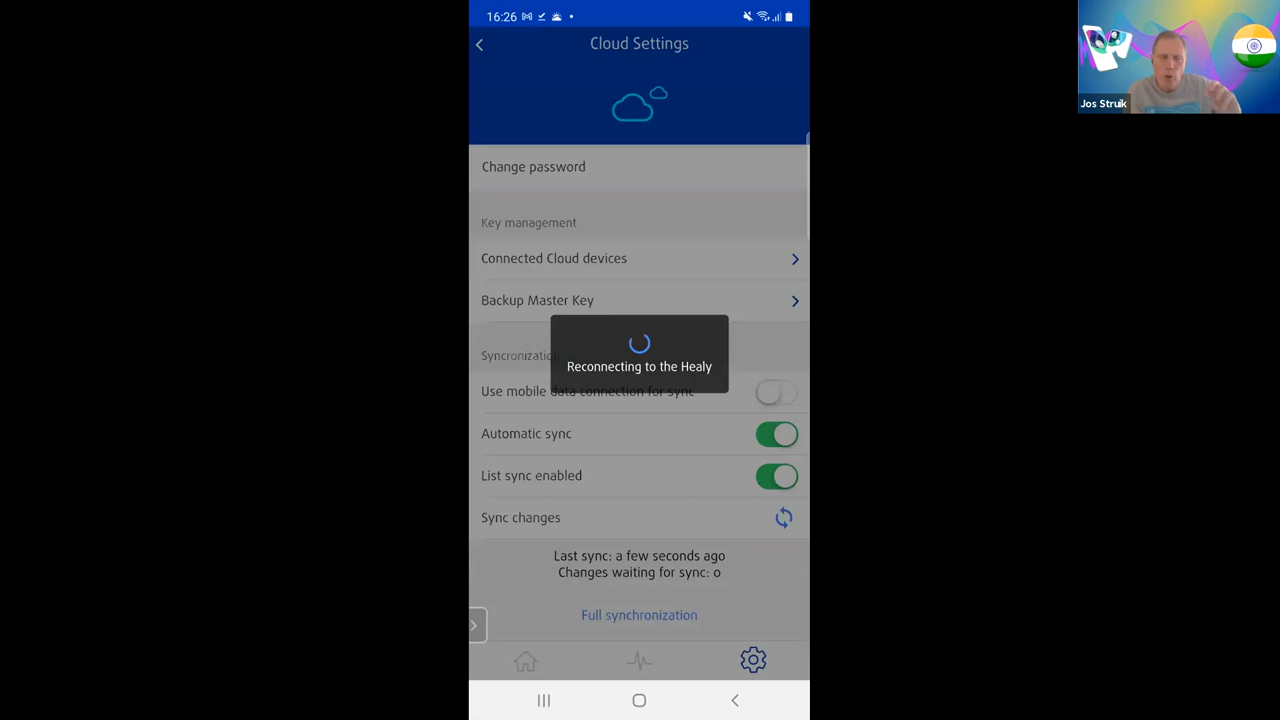 16:26
Cloud Settings
Change password
Key management
Connected Cloud devices
Backup Master Key
Reconnecting to the Healy
Use mobile data connection for sync
Automatic sync
List sync enabled
Sync changes
Last sync: a few seconds ago
Changes waiting for sync: 0
Full synchronization
Jos Struik